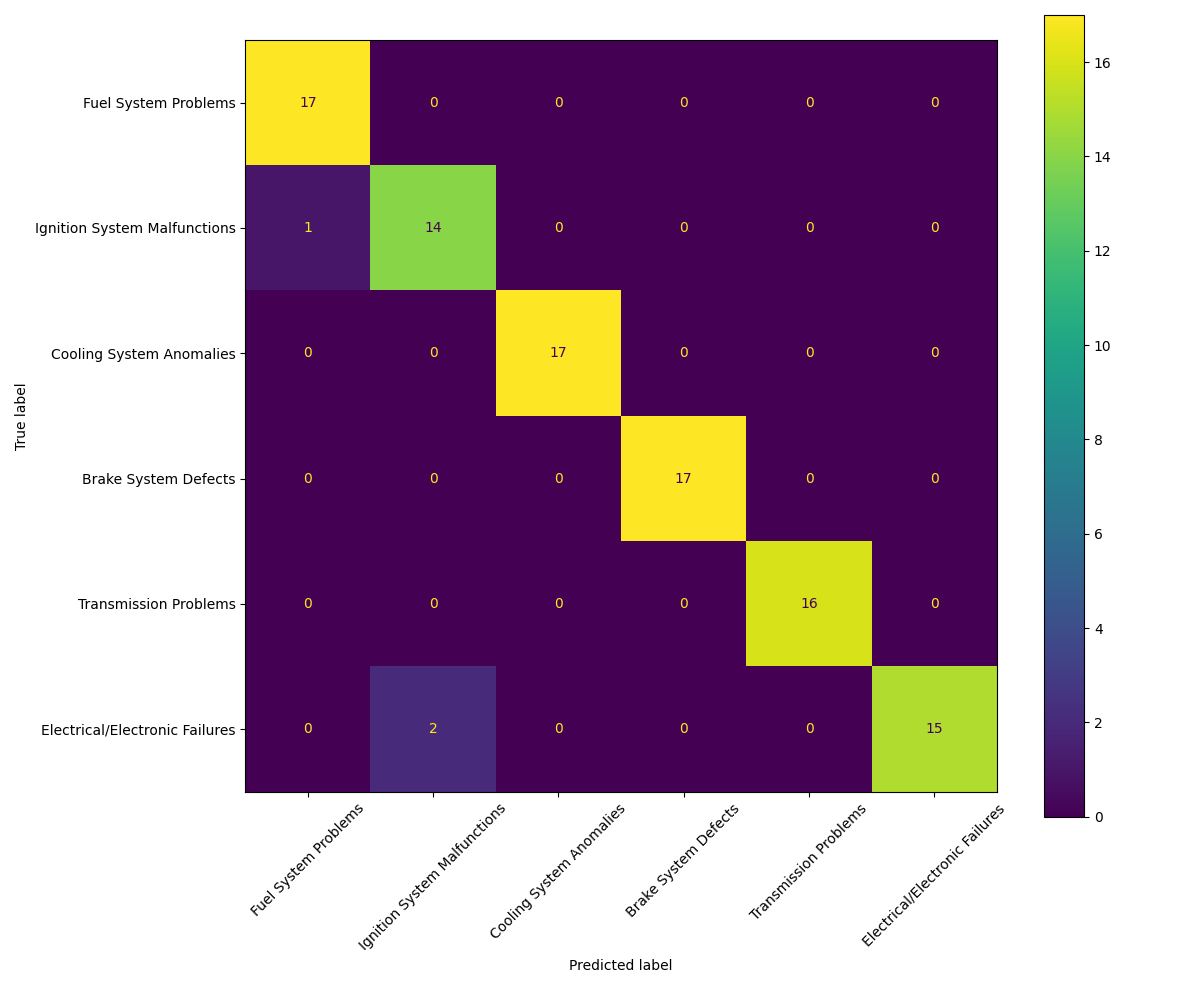 Fuel System Problems 17 0 0 0 0 0
Ignition System Malfunctions 1 14 0 0 0 0
Cooling System Anomalies 0 0 17 0 0 0
Brake System Defects 0 0 0 17 0 0
Transmission Problems 0 0 0 0 16 0
Electrical/Electronic Failures 0 2 0 0 0 15
True label
Fuel System Problems
Ignition System Malfunctions
Cooling System Anomalies
Brake System Defects
Transmission Problems
Electrical/Electronic Failures
Predicted label
16
14
12
10
8
6
4
2
0